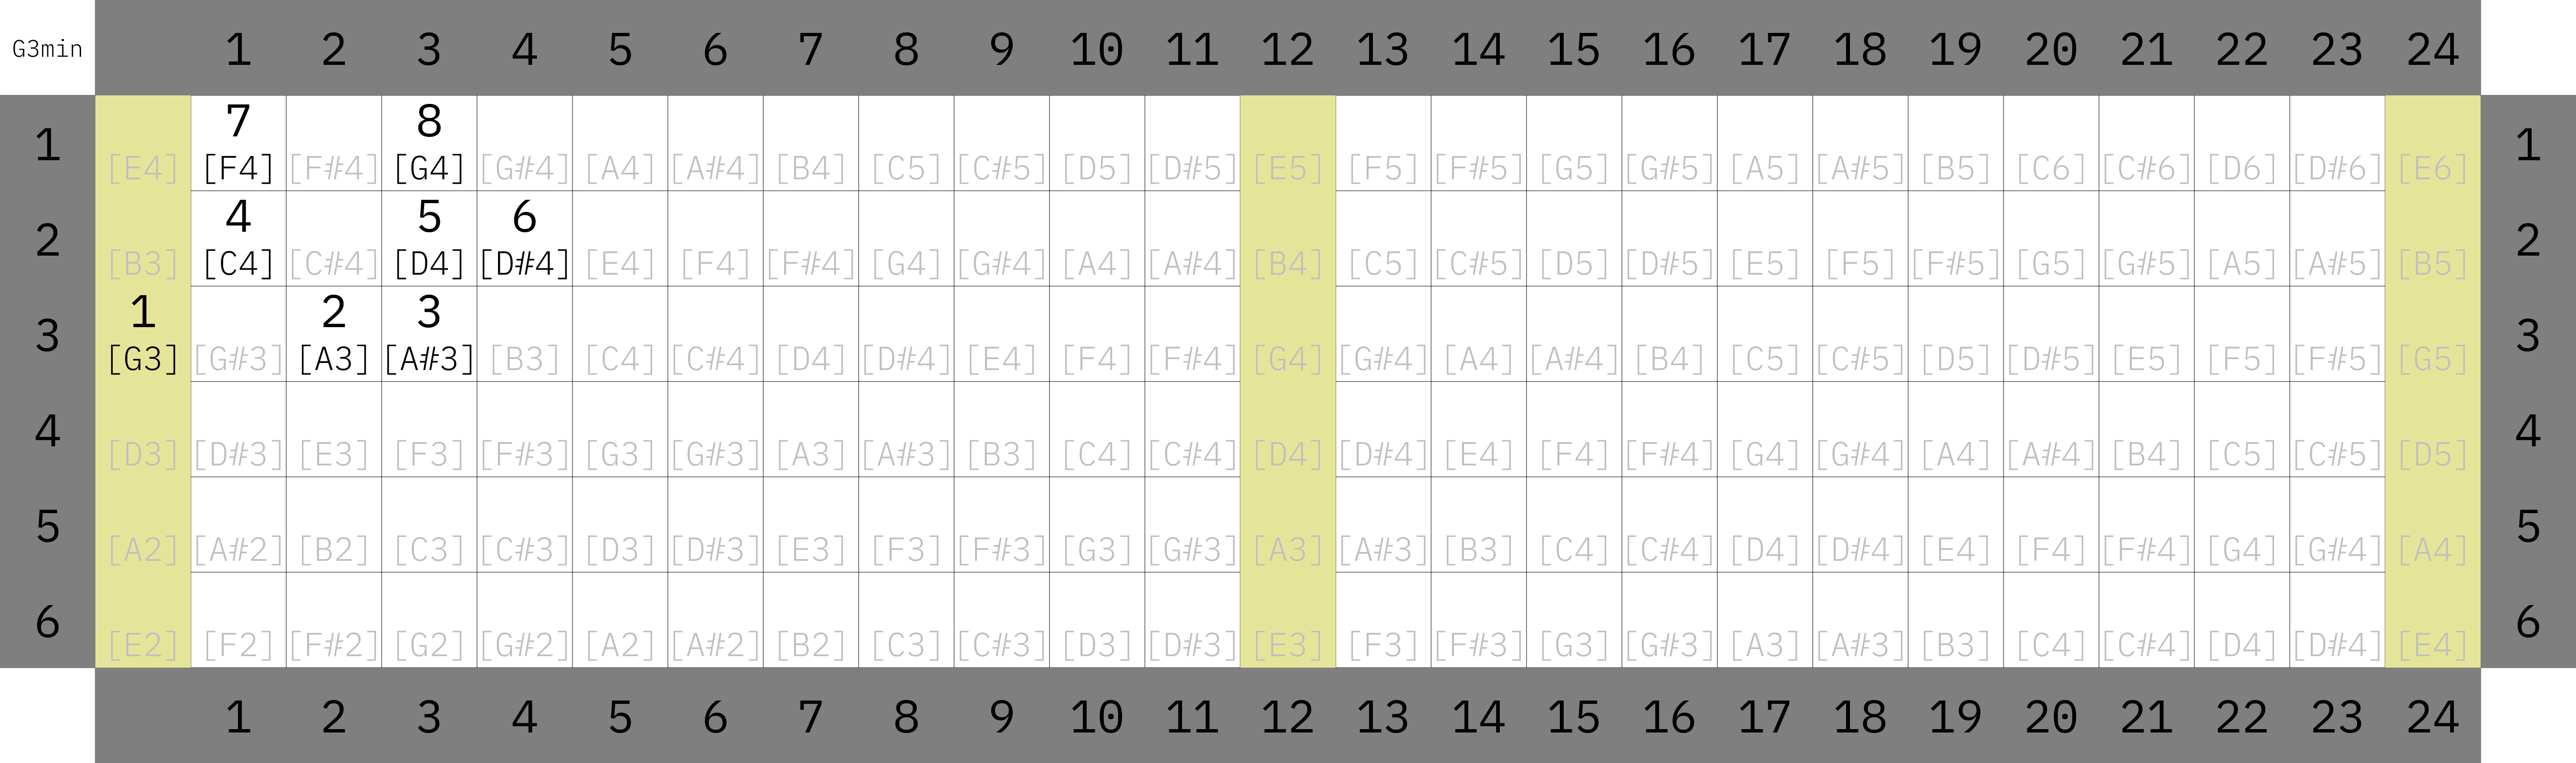 G3min 1 2 3 4 5 6 7 8 9 10 11 12 13 14 15 16 17 18 19 20 21 22 23 24
7 8
1 [E4] [F4] [F#4] [G4] [G#4] [A4] [A#4] [B4] [C5] [C#5] [D5] [D#5] [E5] [F5] [F#5] [G5] [G#5] [A5] [A#5] [B5] [C6] [C#6] [D6] [D#6] [E6] 1
4 5 6
2 [B3] [C4] [C#4] [D4] [D#4] [E4] [F4] [F#4] [G4] [G#4] [A4] [A#4] [B4] [C5] [C#5] [D5] [D#5] [E5] [F5] [F#5] [G5] [G#5] [A5] [A#5] [B5] 2
1 2 3
3 [G3] [G#3] [A3] [A#3] [B3] [C4] [C#4] [D4] [D#4] [E4] [F4] [F#4] [G4] [G#4] [A4] [A#4] [B4] [C5] [C#5] [D5] [D#5] [E5] [F5] [F#5] [G5] 3
4 [D3] [D#3] [E3] [F3] [F#3] [G3] [G#3] [A3] [A#3] [B3] [C4] [C#4] [D4] [D#4] [E4] [F4] [F#4] [G4] [G#4] [A4] [A#4] [B4] [C5] [C#5] [D5] 4
5 [A2] [A#2] [B2] [C3] [C#3] [D3] [D#3] [E3] [F3] [F#3] [G3] [G#3] [A3] [A#3] [B3] [C4] [C#4] [D4] [D#4] [E4] [F4] [F#4] [G4] [G#4] [A4] 5
6 [E2] [F2] [F#2] [G2] [G#2] [A2] [A#2] [B2] [C3] [C#3] [D3] [D#3] [E3] [F3] [F#3] [G3] [G#3] [A3] [A#3] [B3] [C4] [C#4] [D4] [D#4] [E4] 6
1 2 3 4 5 6 7 8 9 10 11 12 13 14 15 16 17 18 19 20 21 22 23 24